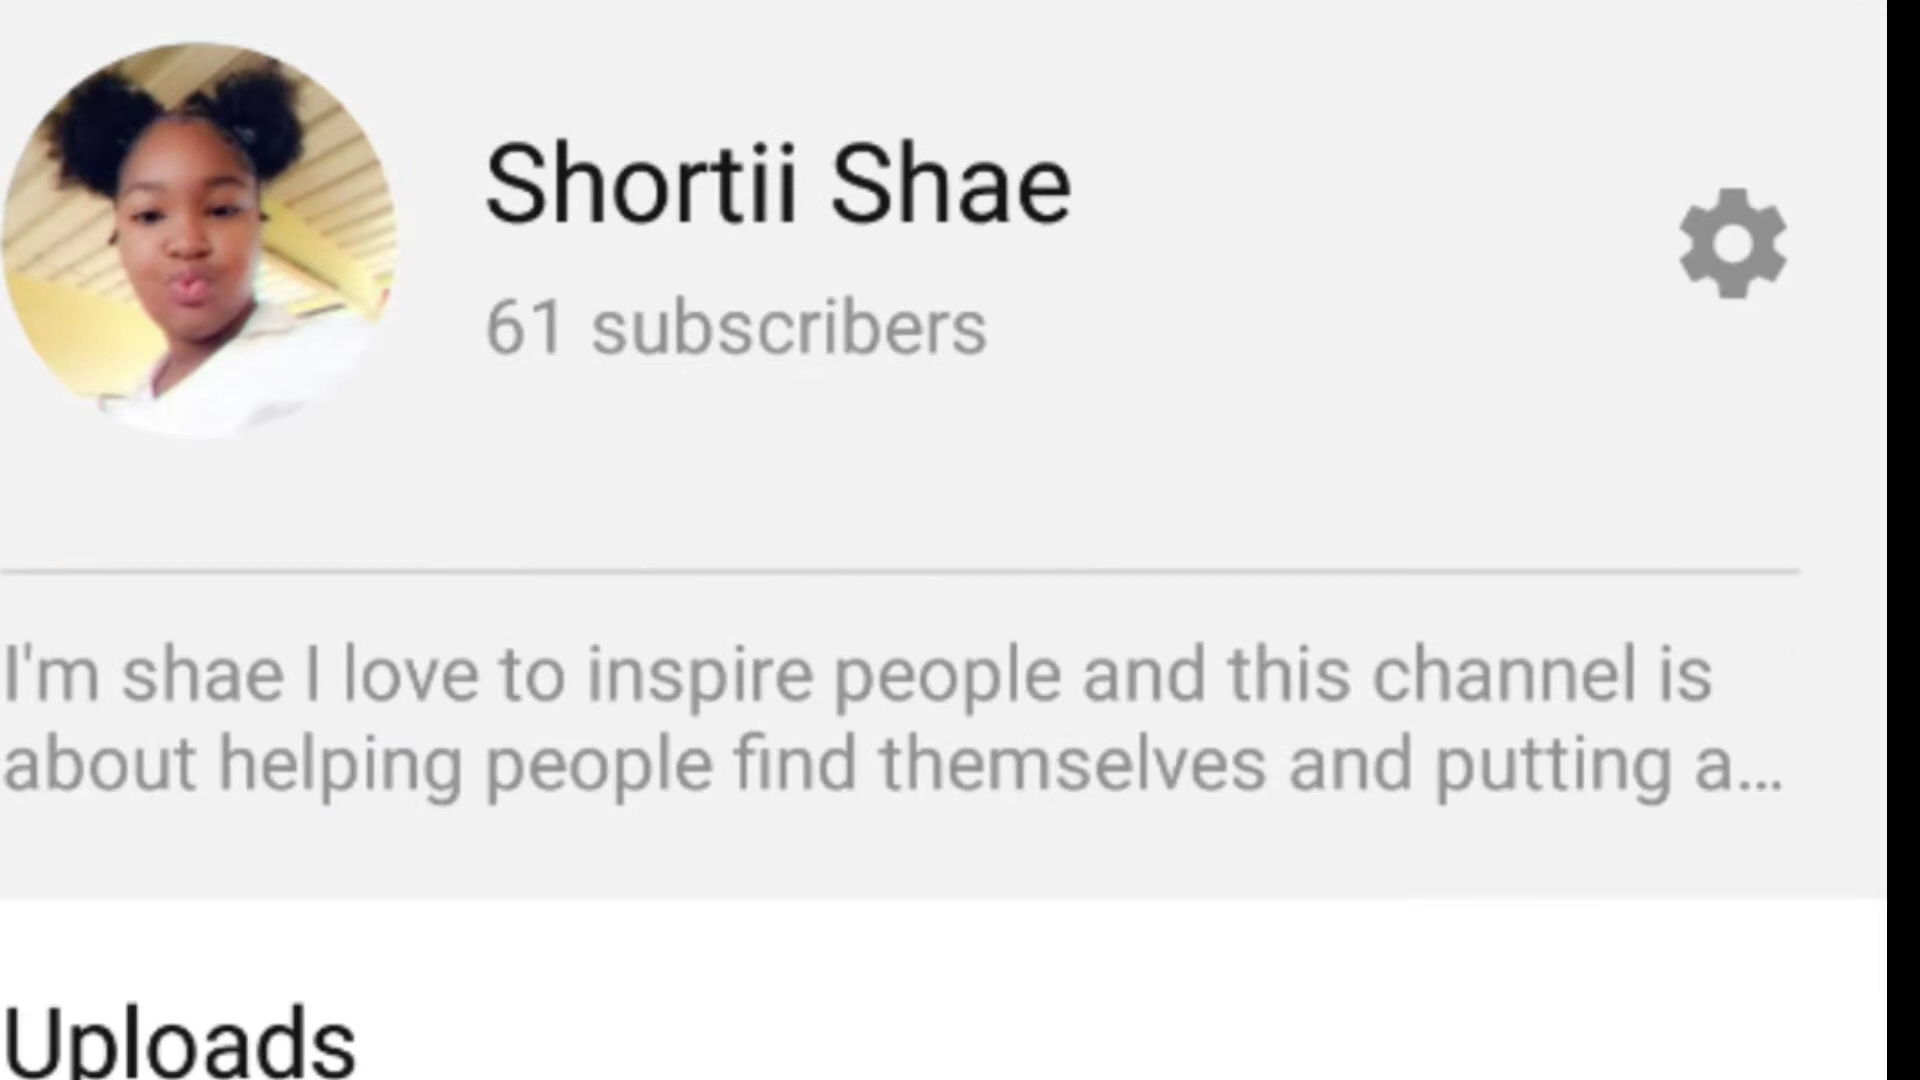 Shortii Shae
61 subscribers
I'm shae I love to inspire people and this channel is
about helping people find themselves and putting a...
Uploads